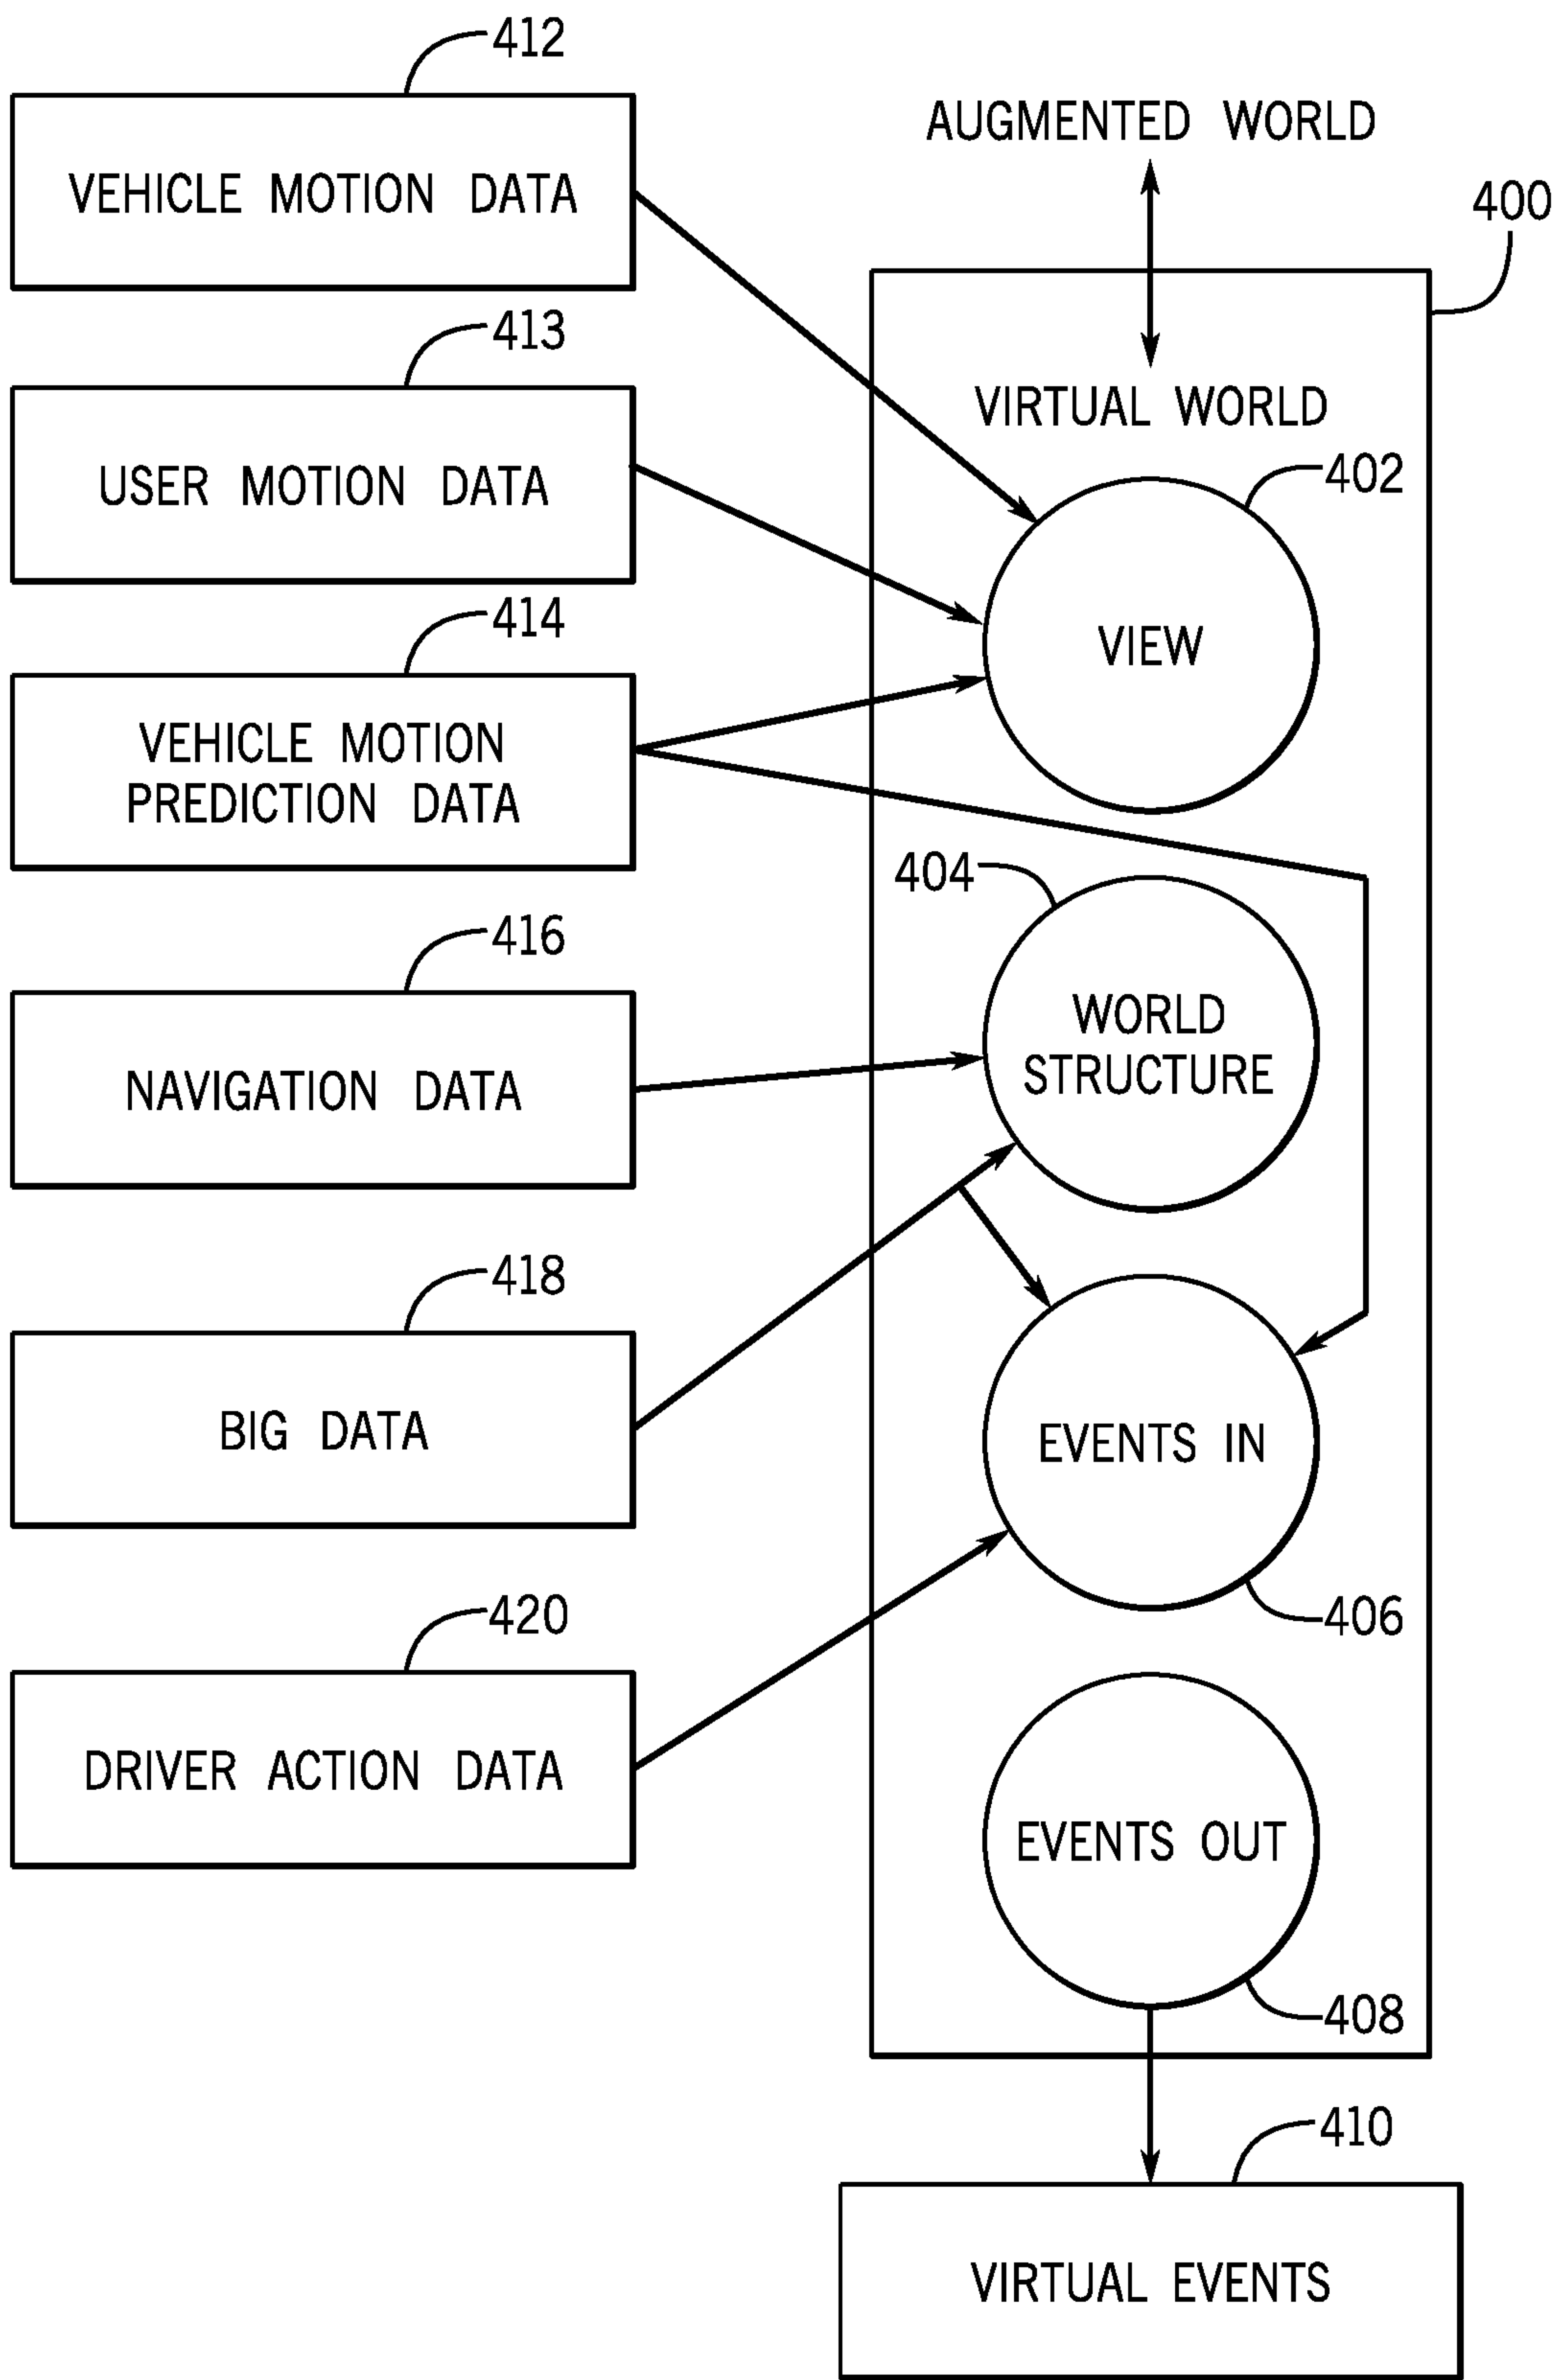 412
VEHICLE MOTION DATA
413
USER MOTION DATA
414
VEHICLE MOTION
PREDICTION DATA
416
NAVIGATION DATA
418
BIG DATA
420
DRIVER ACTION DATA
AUGMENTED WORLD
400
VIRTUAL WORLD
402
VIEW
404
WORLD
STRUCTURE
EVENTS IN
406
EVENTS OUT
408
410
VIRTUAL EVENTS